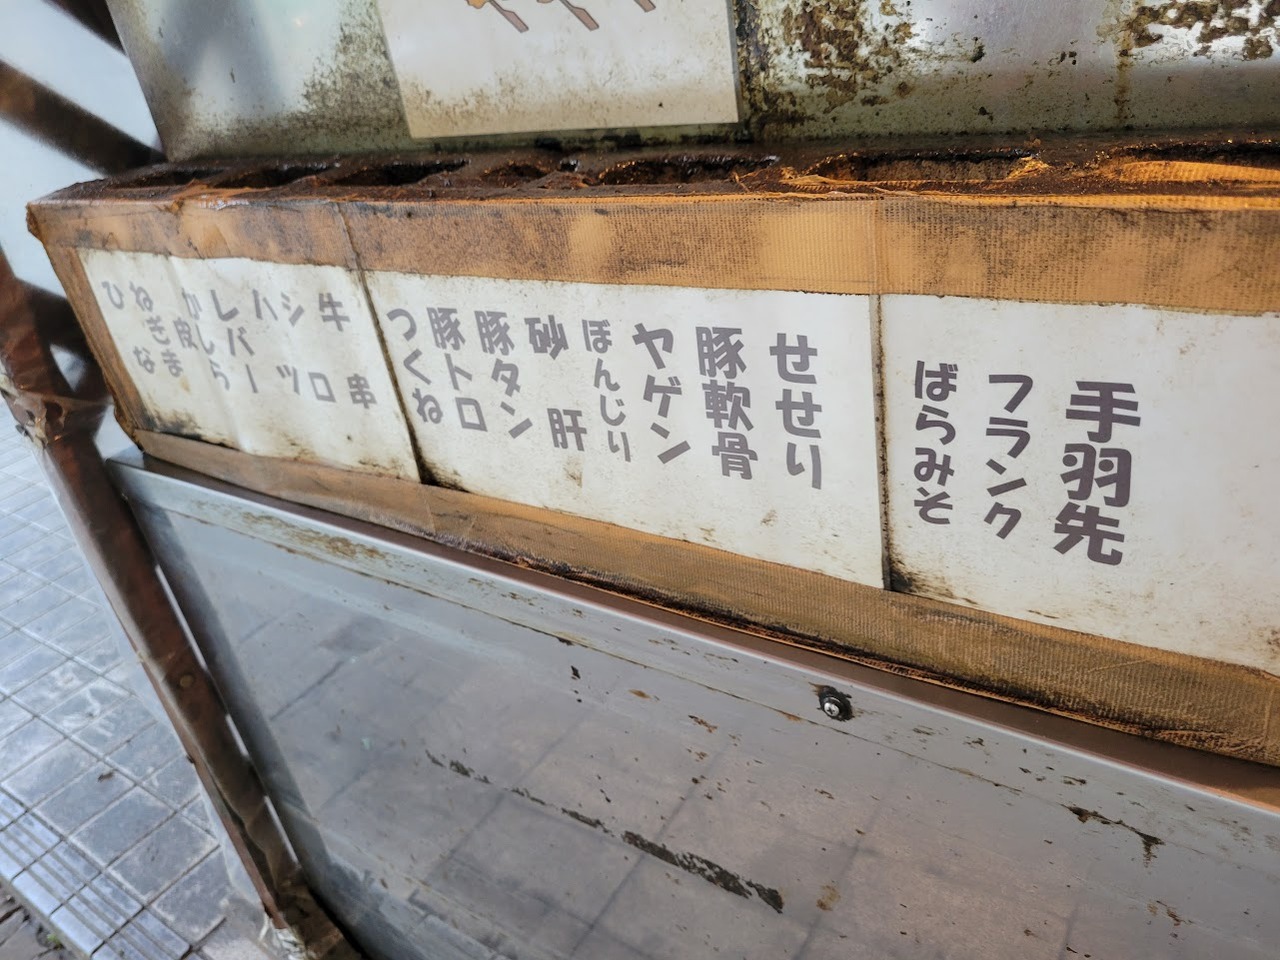 手羽先
フランク
ばらみそ
せせり
豚軟骨
ヤゲン
ぼんじり
砂肝
豚タン
豚トロ
つくね
牛串
シロ
ハツ
レバー
かしら
皮
ねぎま
ひな